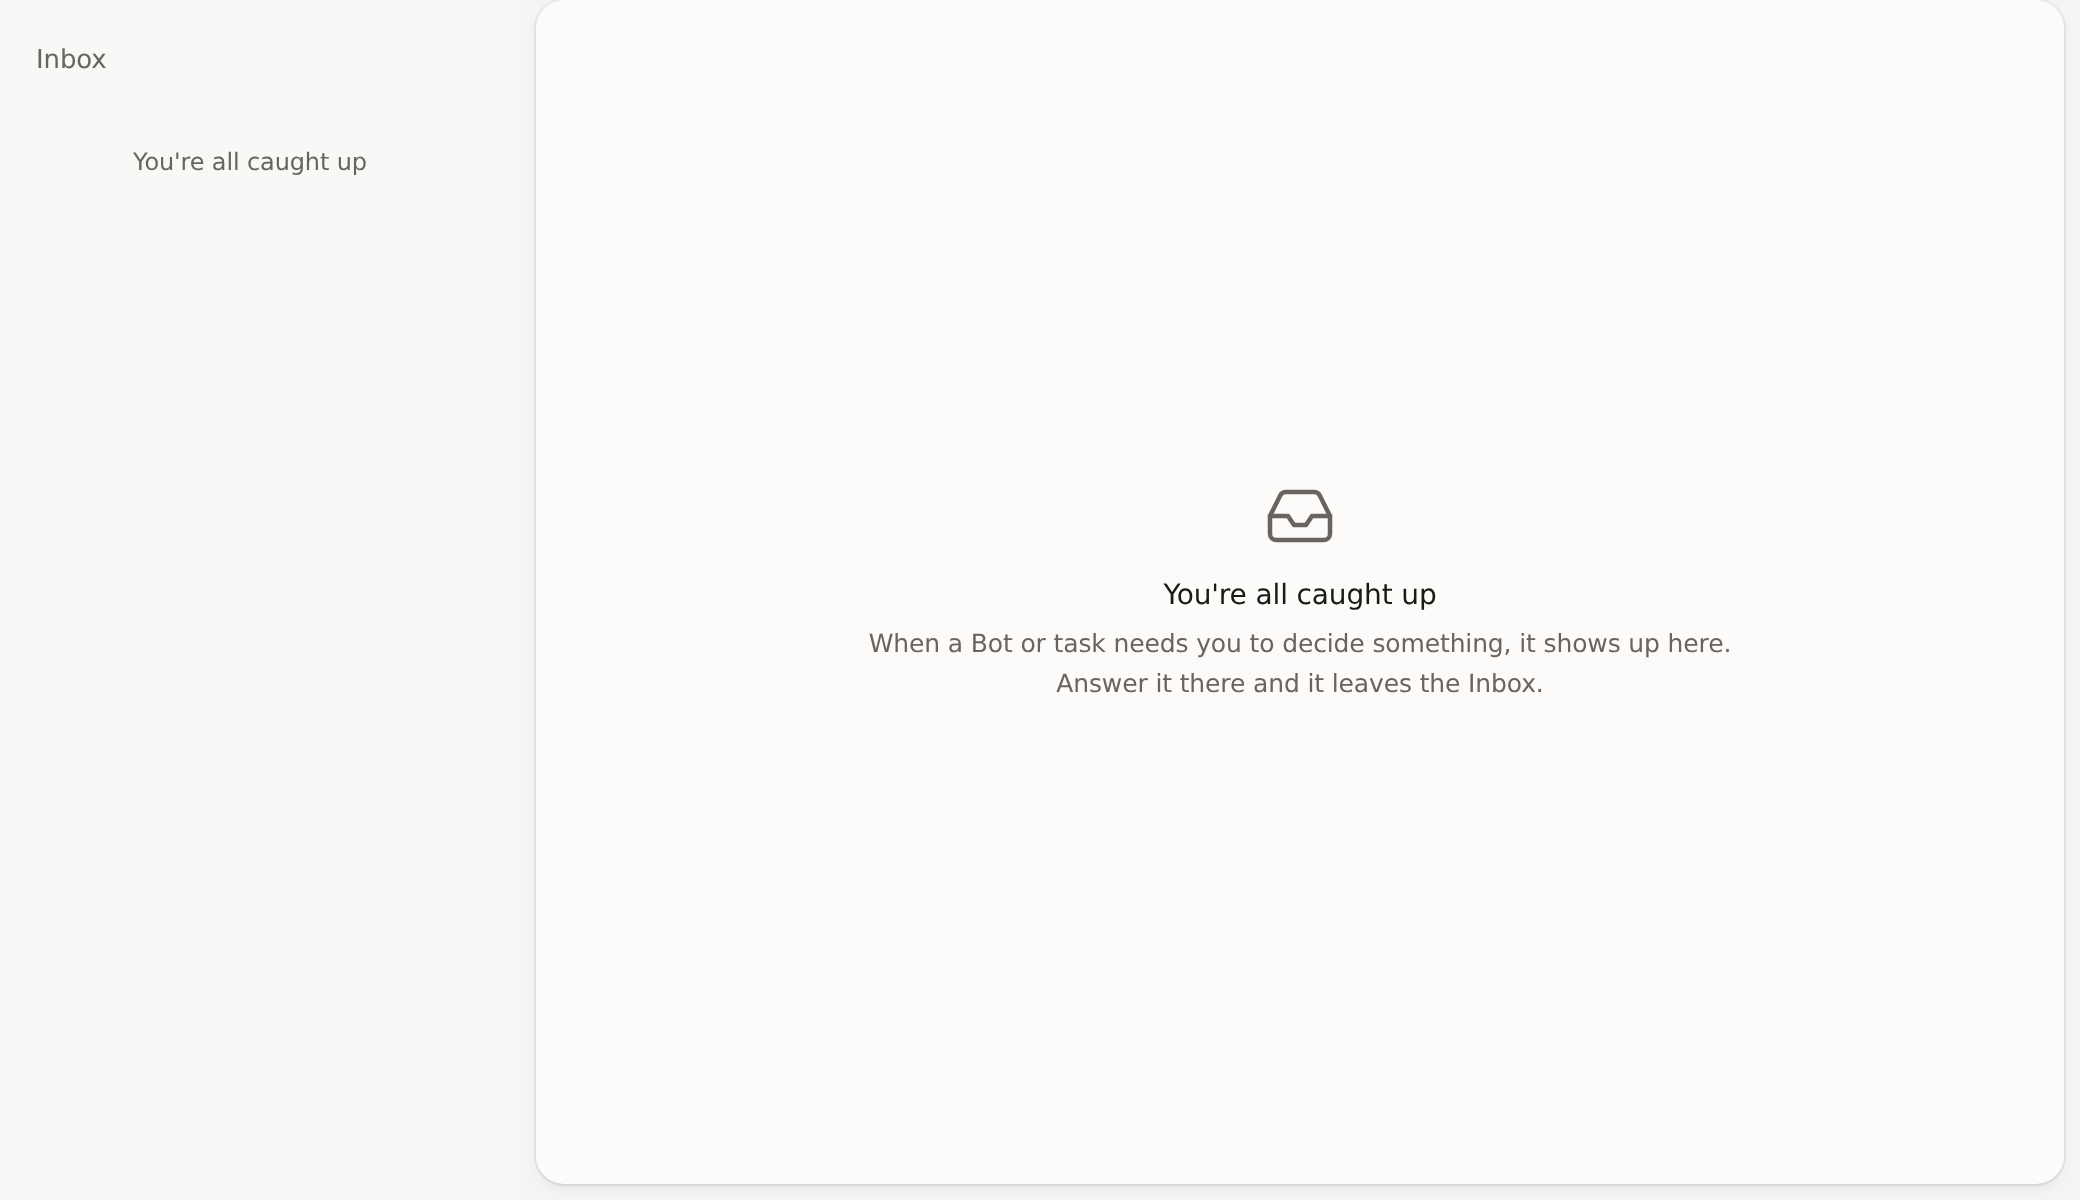 Inbox
You're all caught up
You're all caught up
When a Bot or task needs you to decide something, it shows up here.
Answer it there and it leaves the Inbox.